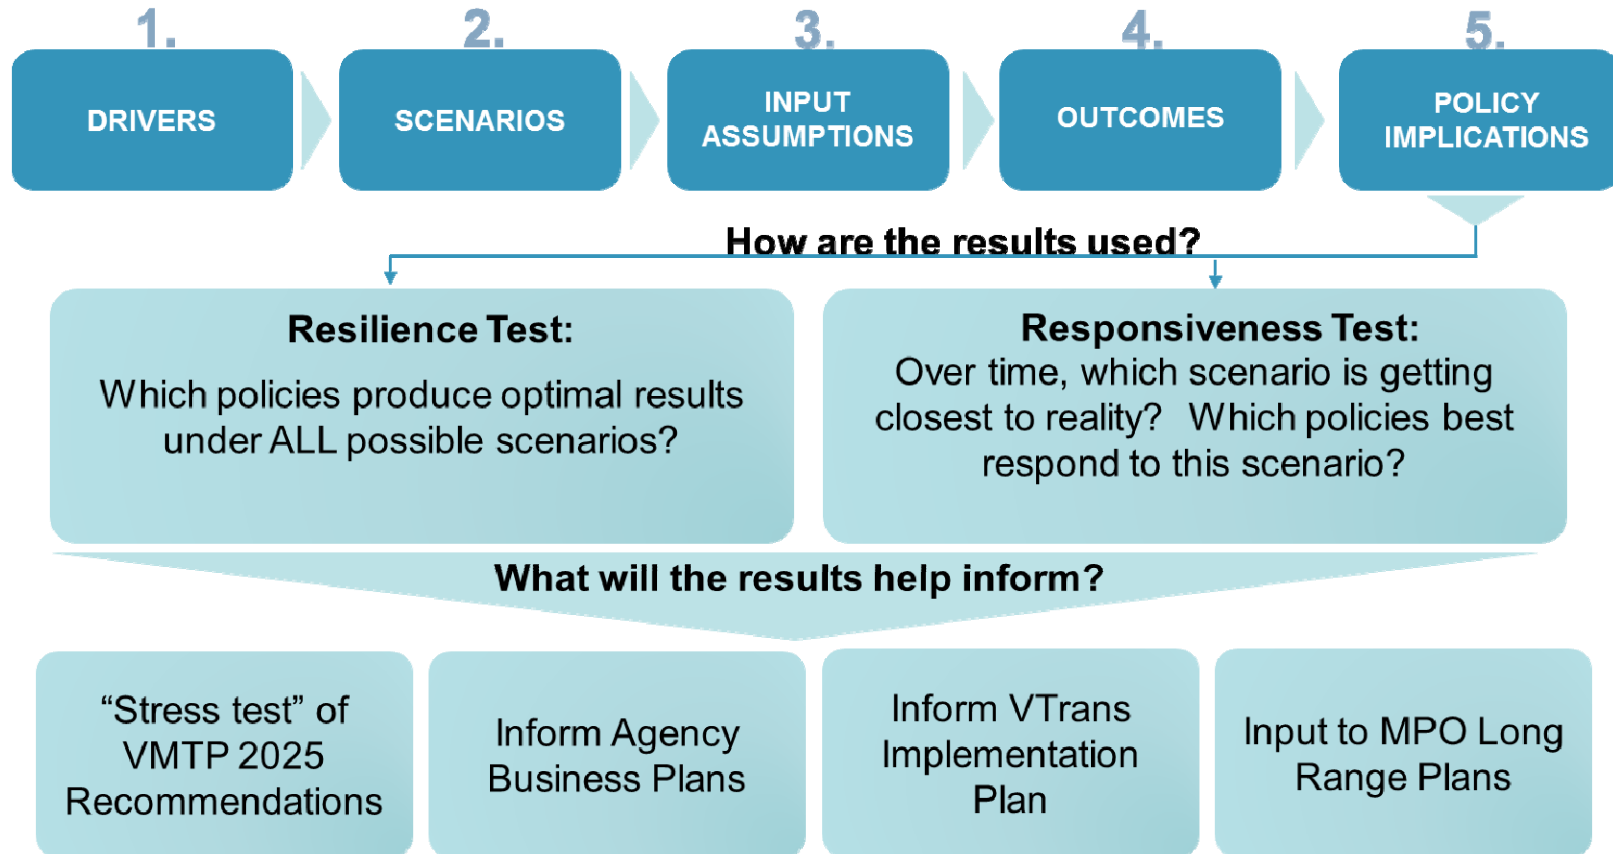 1.
2.
3.
4.
5.
DRIVERS
SCENARIOS
INPUT
ASSUMPTIONS
OUTCOMES
POLICY
IMPLICATIONS
How are the results used?
Resilience Test:
Which policies produce optimal results
under ALL possible scenarios?
Responsiveness Test:
Over time, which scenario is getting
closest to reality? Which policies best
respond to this scenario?
What will the results help inform?
“Stress test” of
VMTP 2025
Recommendations
Inform Agency
Business Plans
Inform VTrans
Implementation
Plan
Input to MPO Long
Range Plans